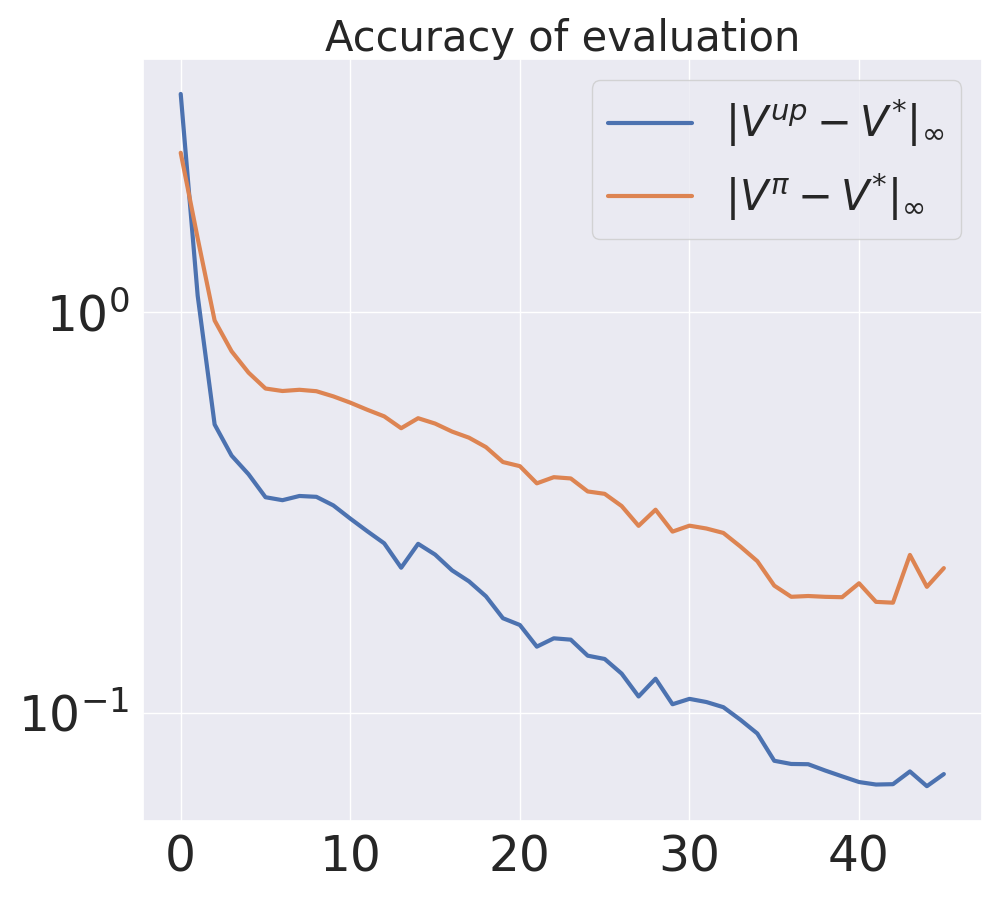 Accuracy of evaluation
|V^{up} − V^*|_∞
|V^π − V^*|_∞
10^0
10^{−1}
0 10 20 30 40